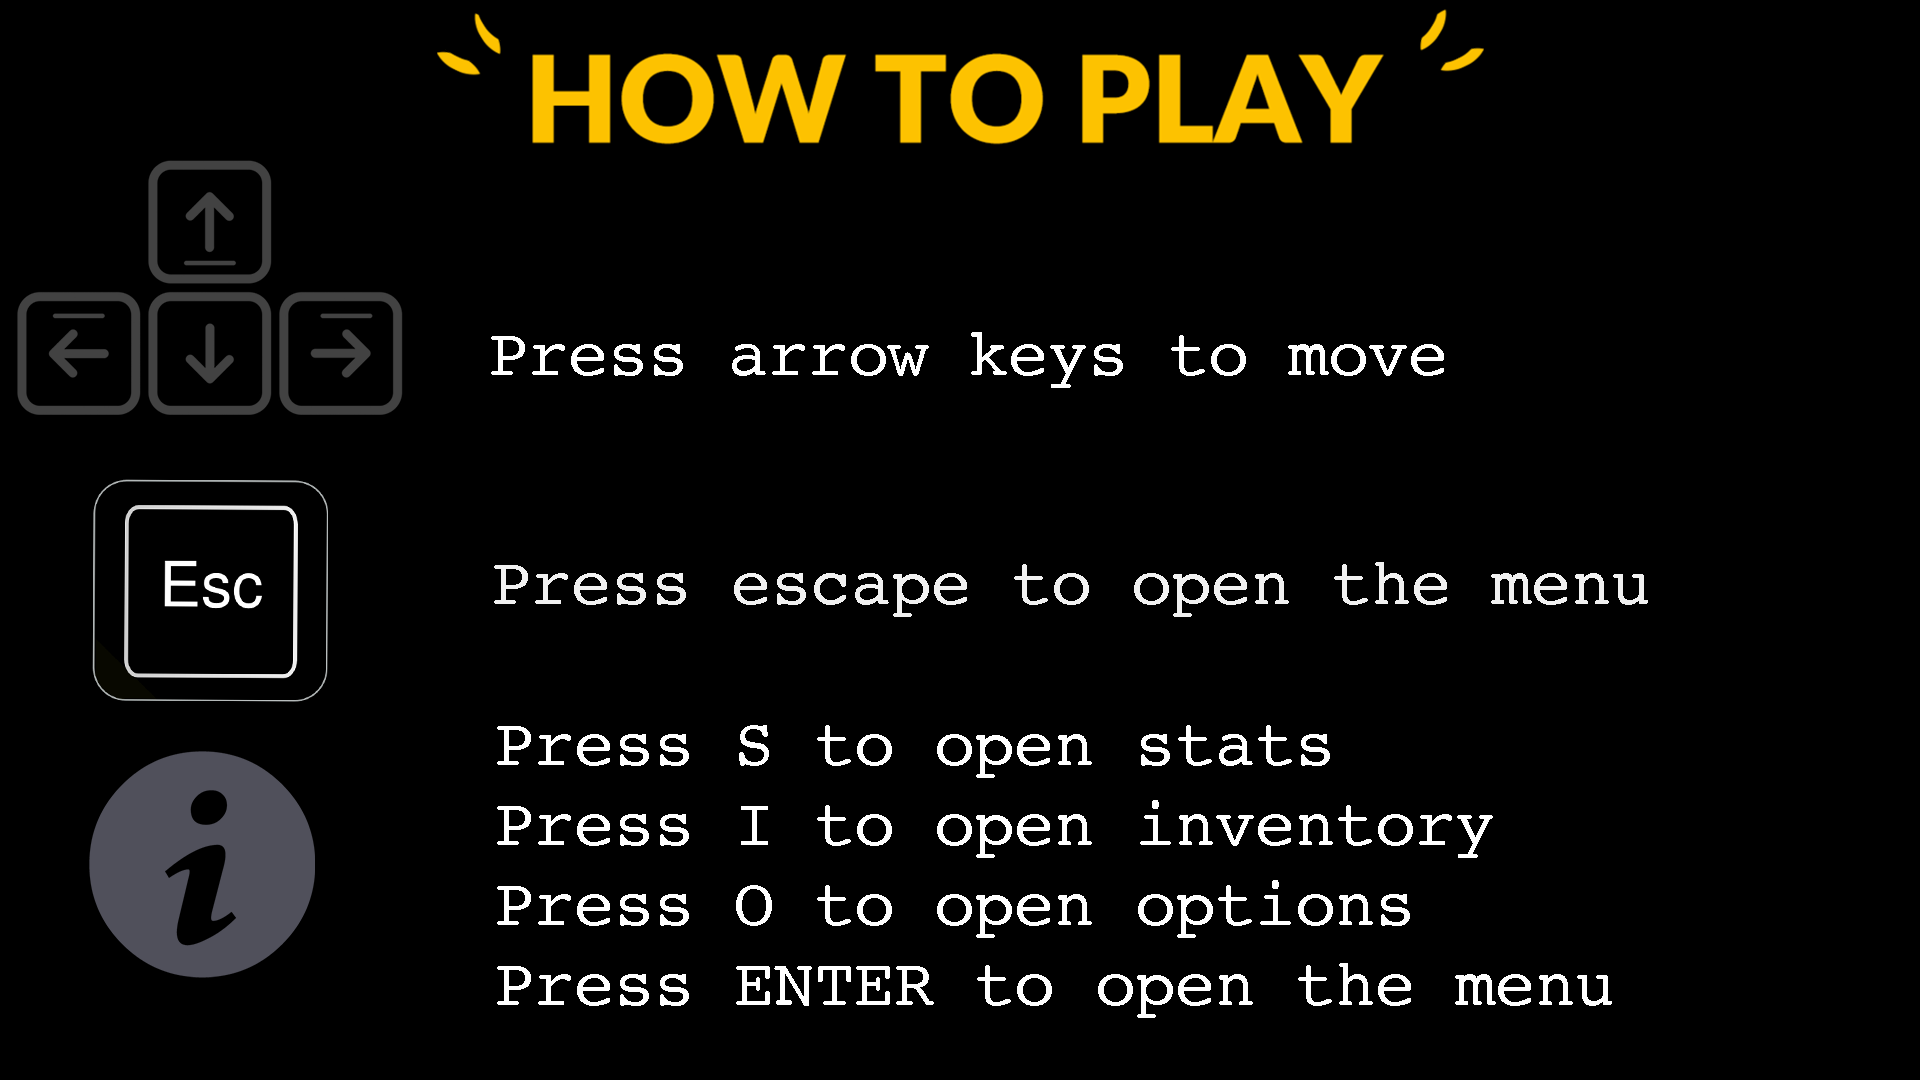 HOW TO PLAY
Press arrow keys to move
Esc
Press escape to open the menu
i
Press S to open stats
Press I to open inventory
Press O to open options
Press ENTER to open the menu